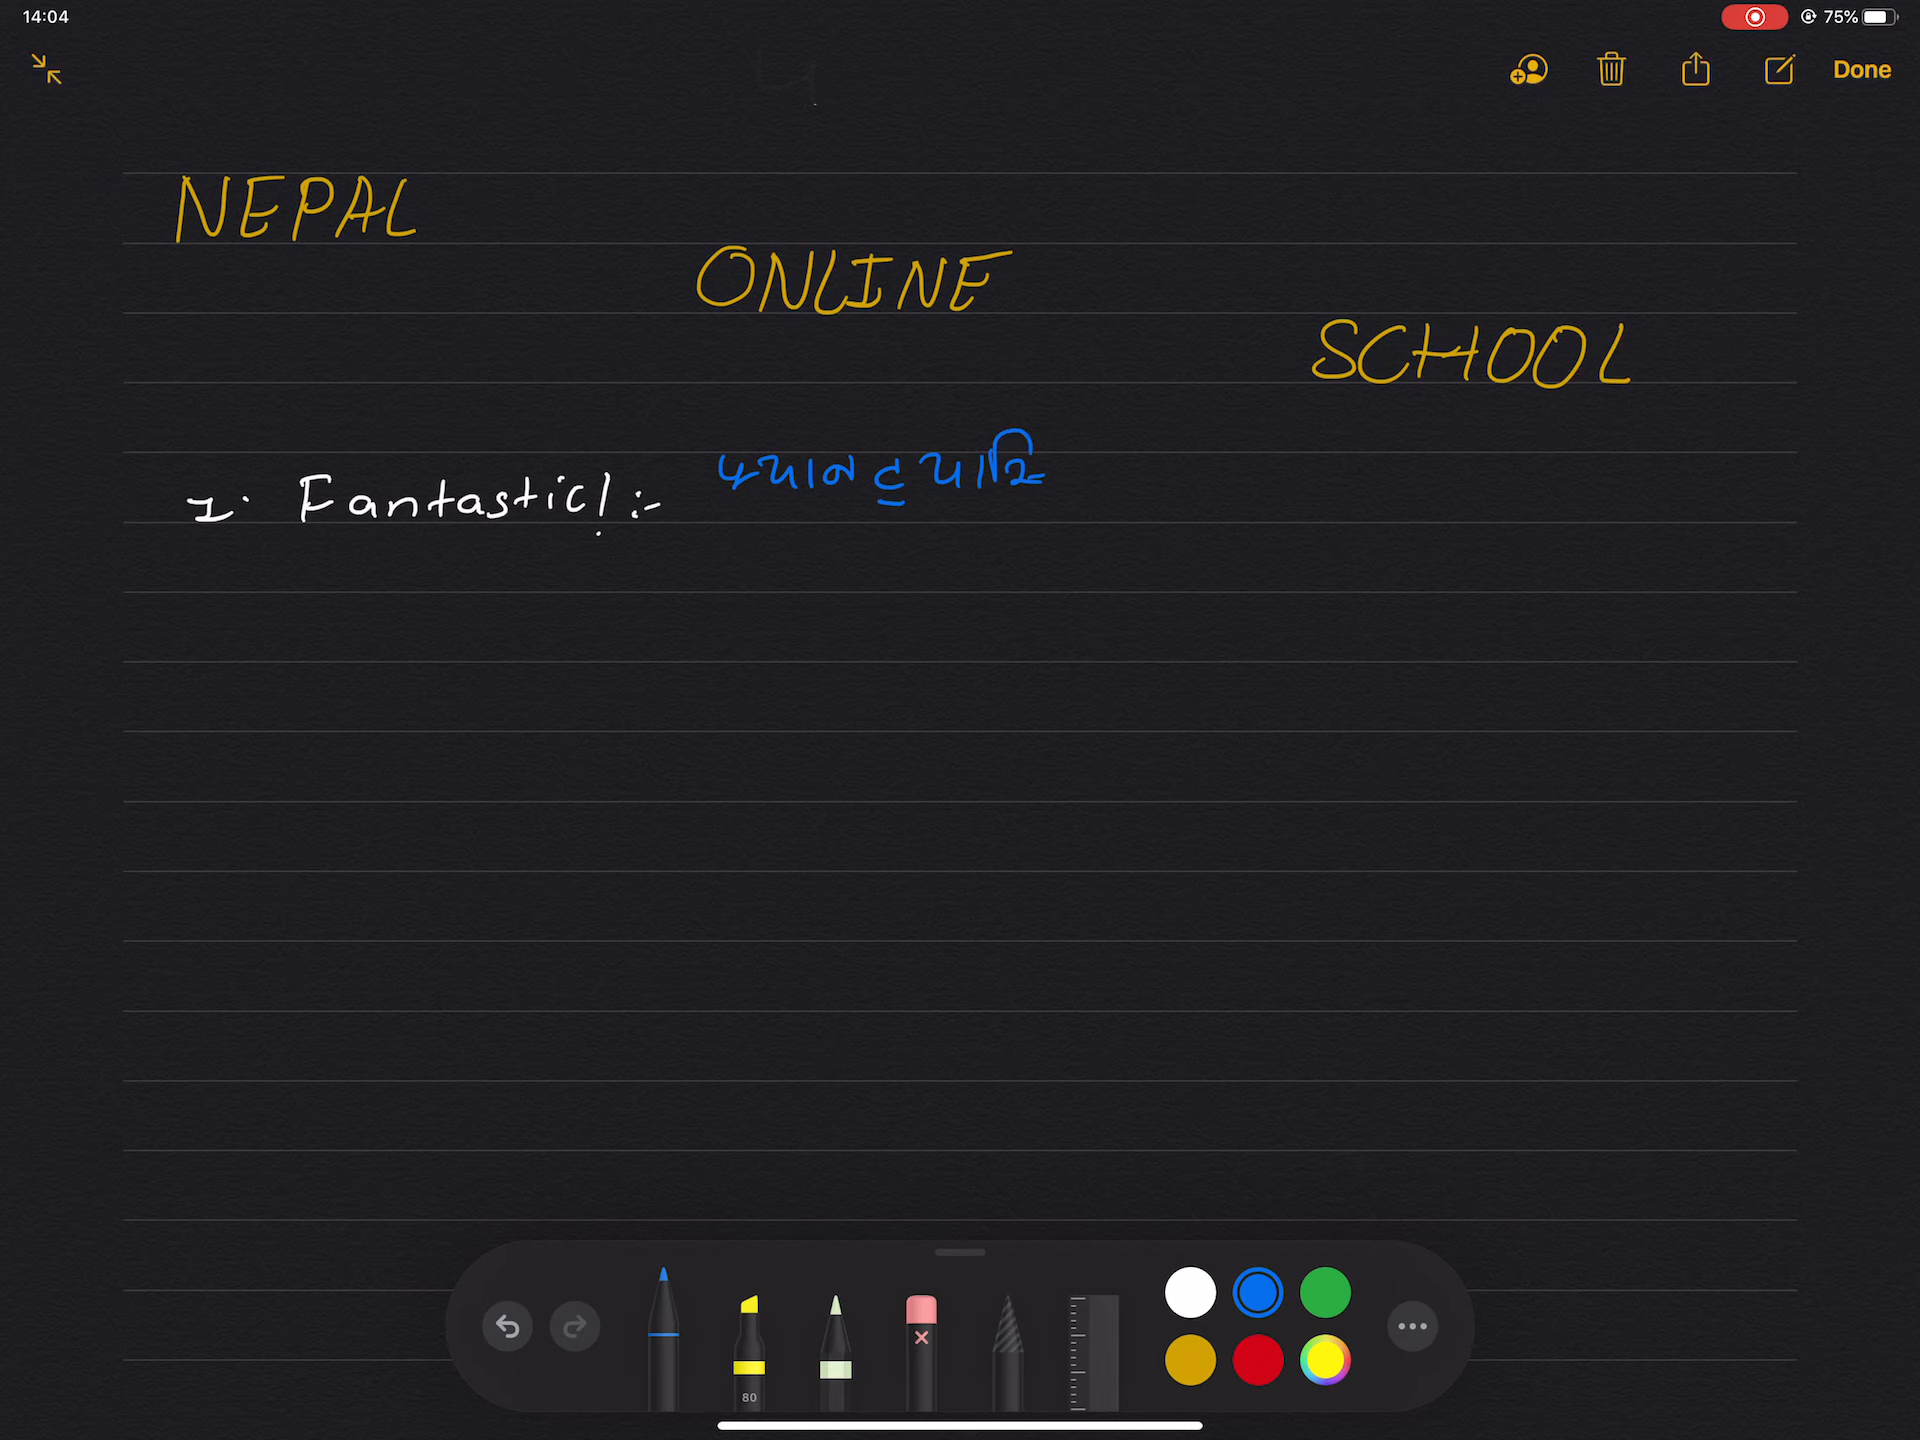 14:04
75%
Done
NEPAL
ONLINE
SCHOOL
1. Fantastic! :-
80